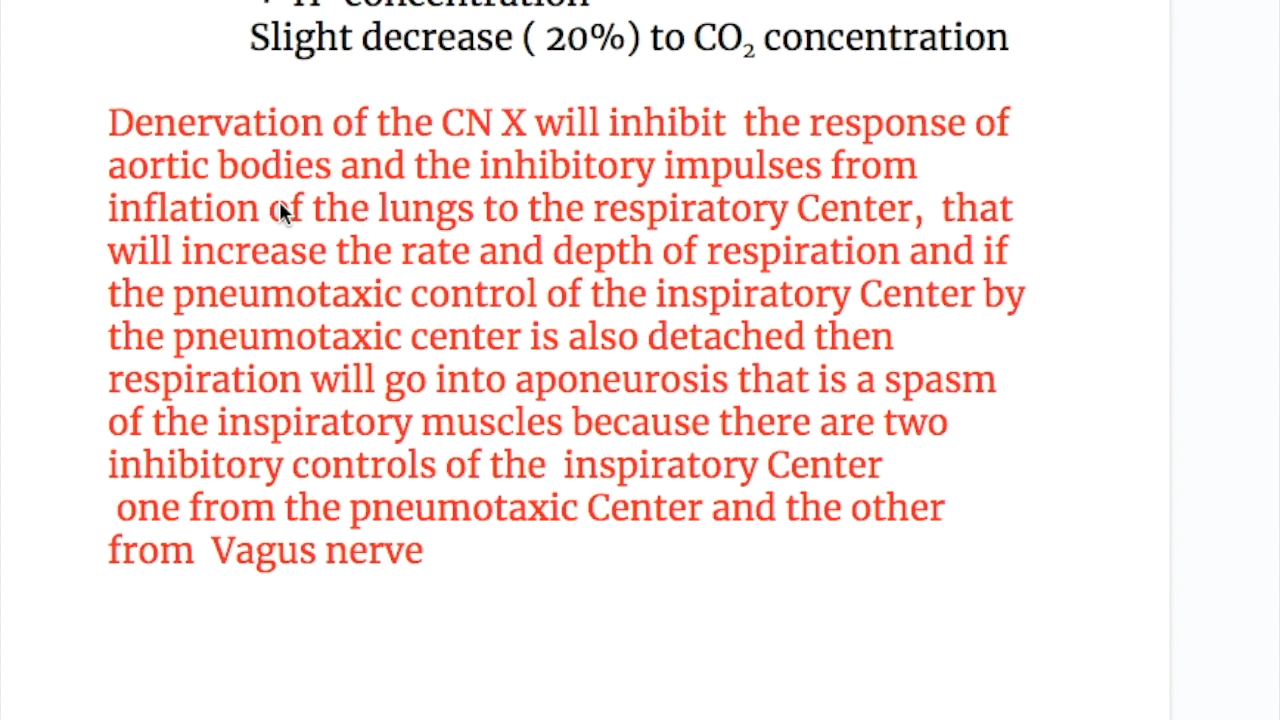 + H⁺ concentration
Slight decrease ( 20%) to CO₂ concentration
Denervation of the CN X will inhibit  the response of
aortic bodies and the inhibitory impulses from
inflation of the lungs to the respiratory Center,  that
will increase the rate and depth of respiration and if
the pneumotaxic control of the inspiratory Center by
the pneumotaxic center is also detached then
respiration will go into aponeurosis that is a spasm
of the inspiratory muscles because there are two
inhibitory controls of the  inspiratory Center
one from the pneumotaxic Center and the other
from  Vagus nerve